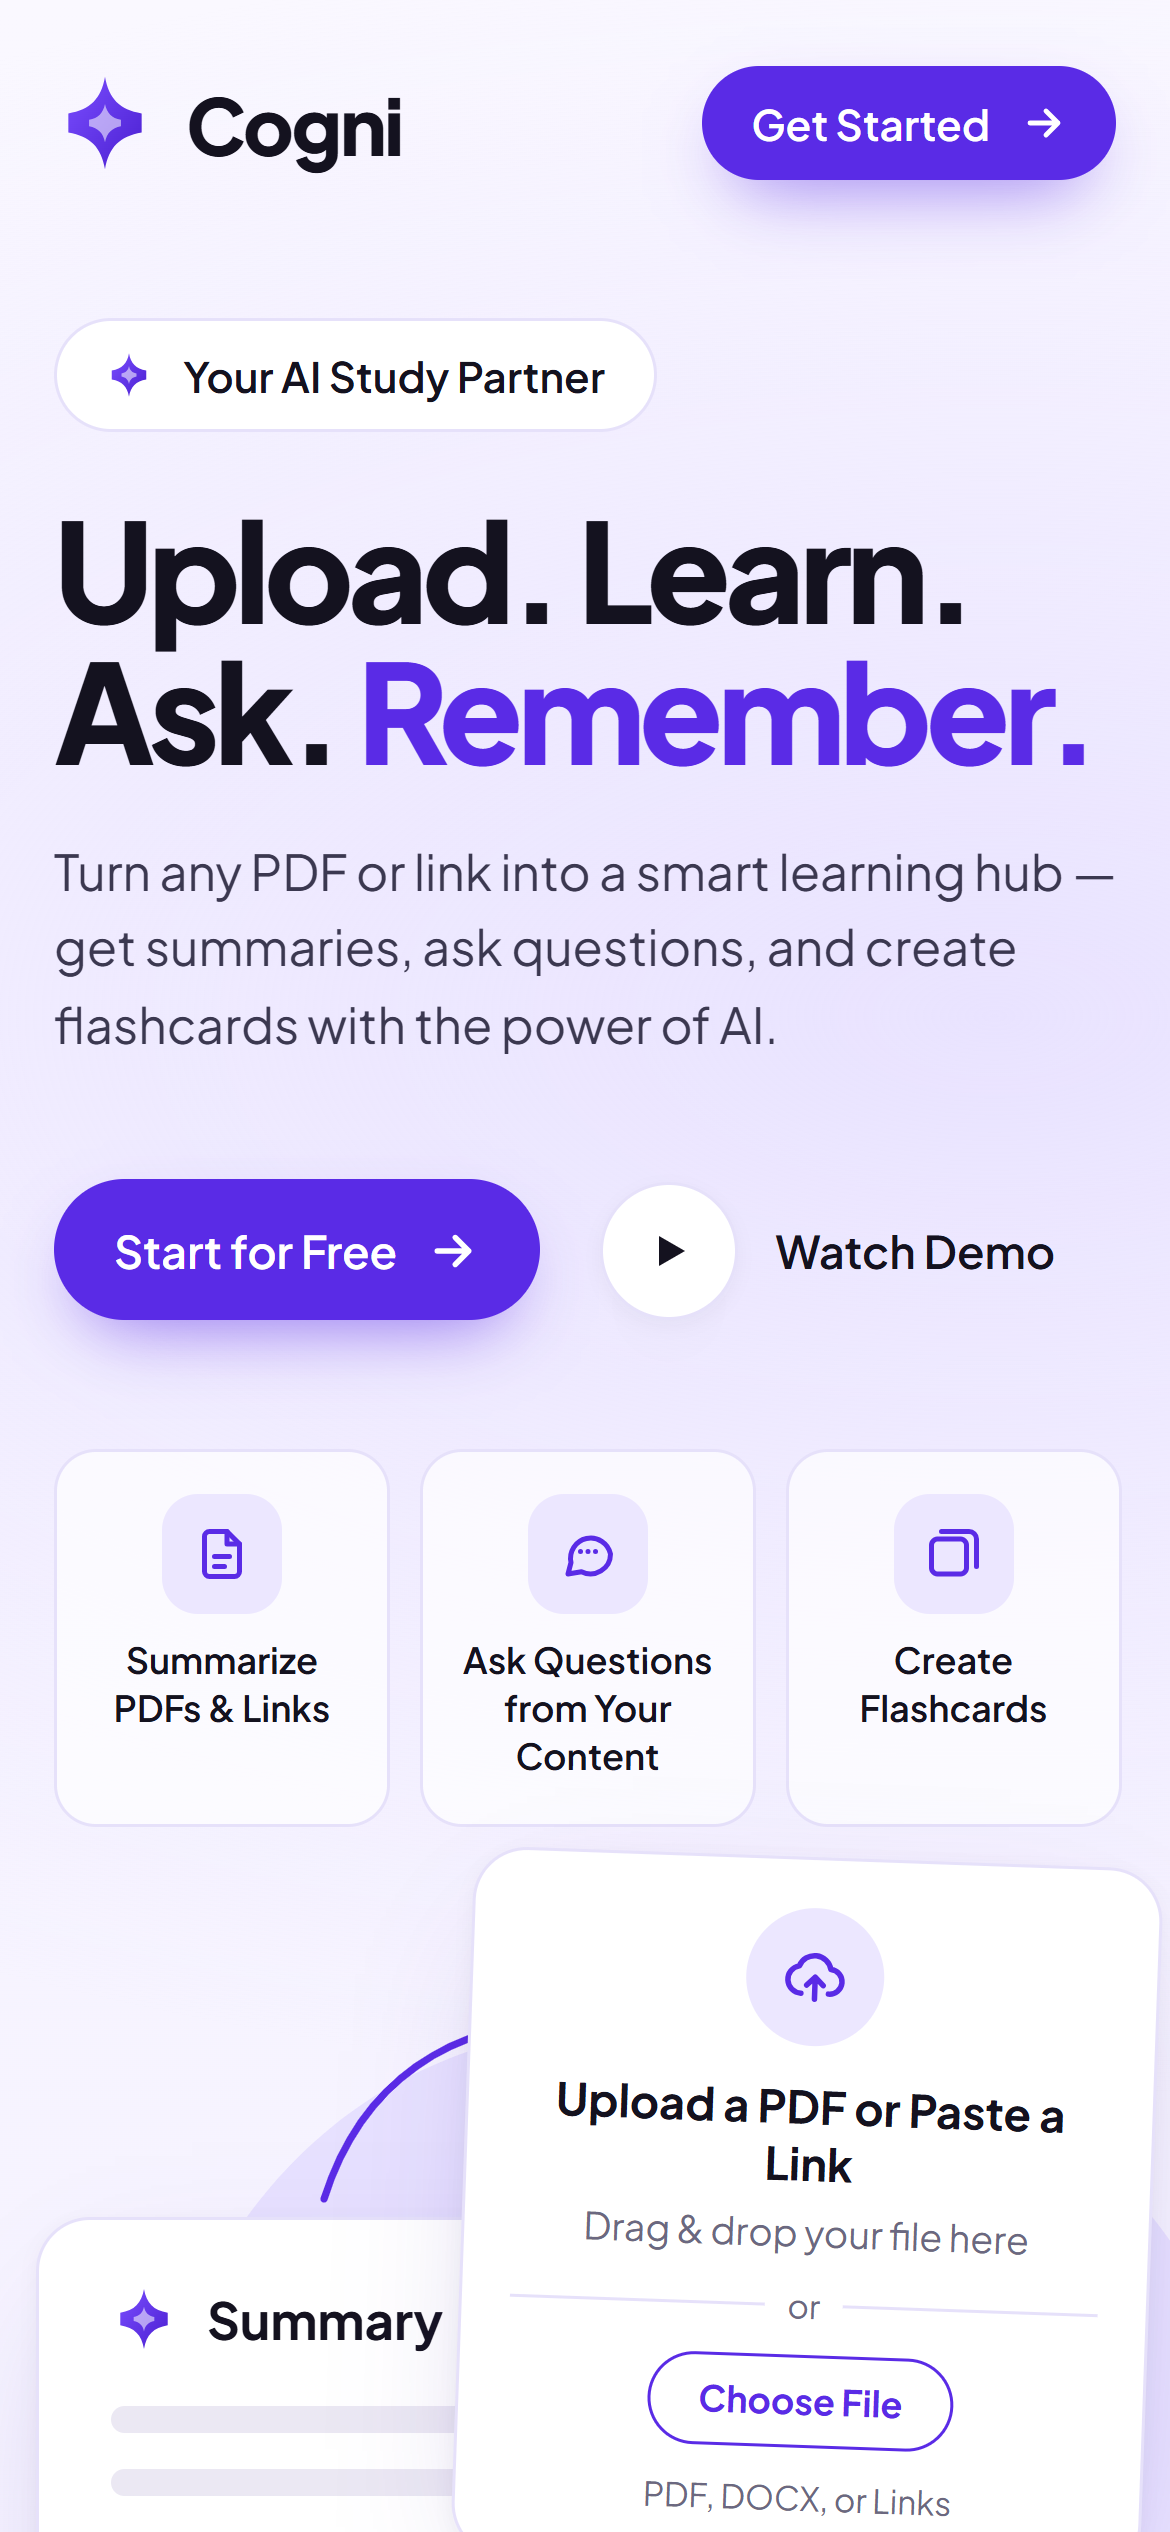 Cogni
Get Started
Your AI Study Partner
Upload. Learn.
Ask. Remember.
Turn any PDF or link into a smart learning hub —
get summaries, ask questions, and create
flashcards with the power of AI.
Start for Free
Watch Demo
Summarize
PDFs & Links
Ask Questions
from Your
Content
Create
Flashcards
Upload a PDF or Paste a
Link
Drag & drop your file here
or
Choose File
PDF, DOCX, or Links
Summary